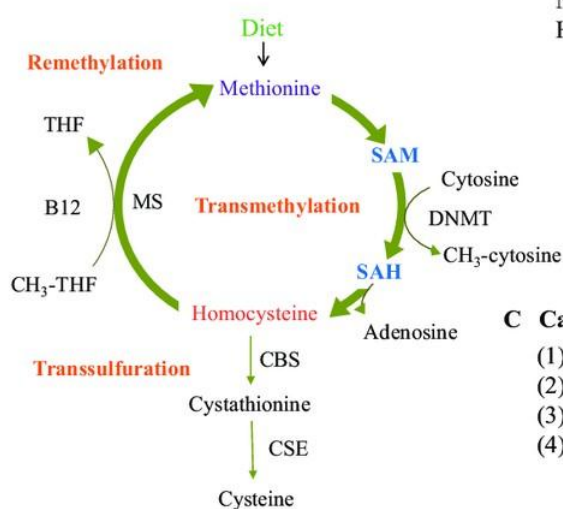 Diet
Remethylation
Methionine
THF
SAM
Cytosine
B12
MS
Transmethylation
DNMT
CH₃-cytosine
CH₃-THF
SAH
Homocysteine
Adenosine
C Ca
Transsulfuration
CBS
(1)
(2)
Cystathionine
(3)
(4)
CSE
Cysteine